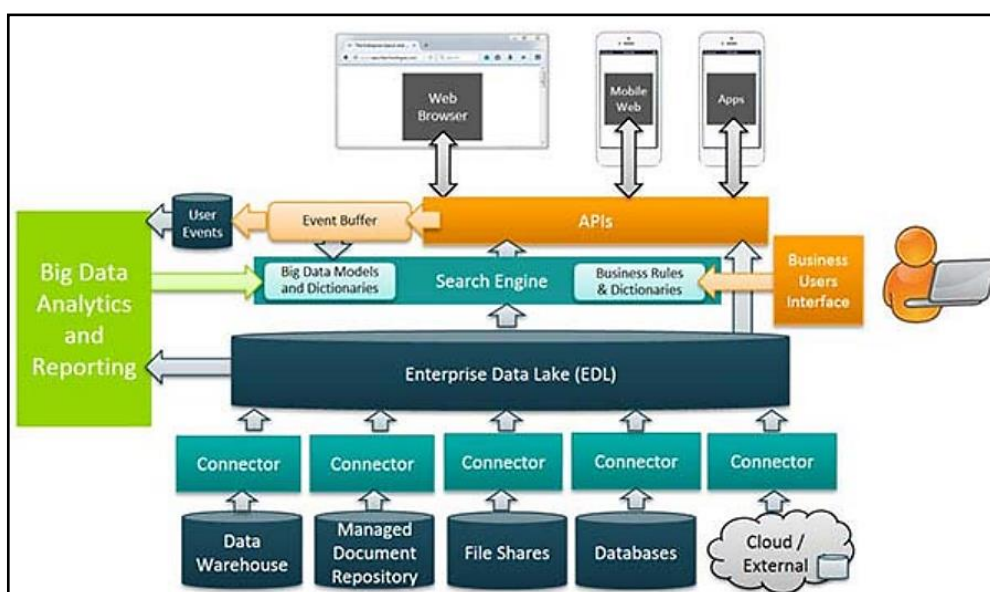 Web
Browser
Mobile
Web
Apps
User
Events
Event Buffer
APIs
Big Data
Analytics
and
Reporting
Big Data Models
and Dictionaries
Search Engine
Business Rules
& Dictionaries
Business
Users
Interface
Enterprise Data Lake (EDL)
Connector
Connector
Connector
Connector
Connector
Data
Warehouse
Managed
Document
Repository
File Shares
Databases
Cloud /
External